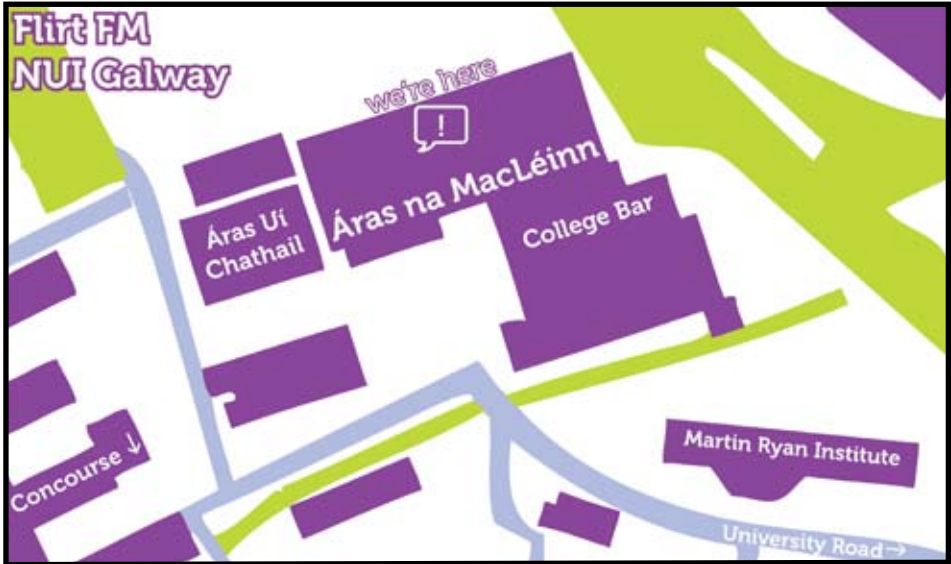 Flirt FM
NUI Galway
we're here
!
Áras na MacLéinn
Áras Uí
Chathail
College Bar
Concourse ↓
Martin Ryan Institute
University Road→